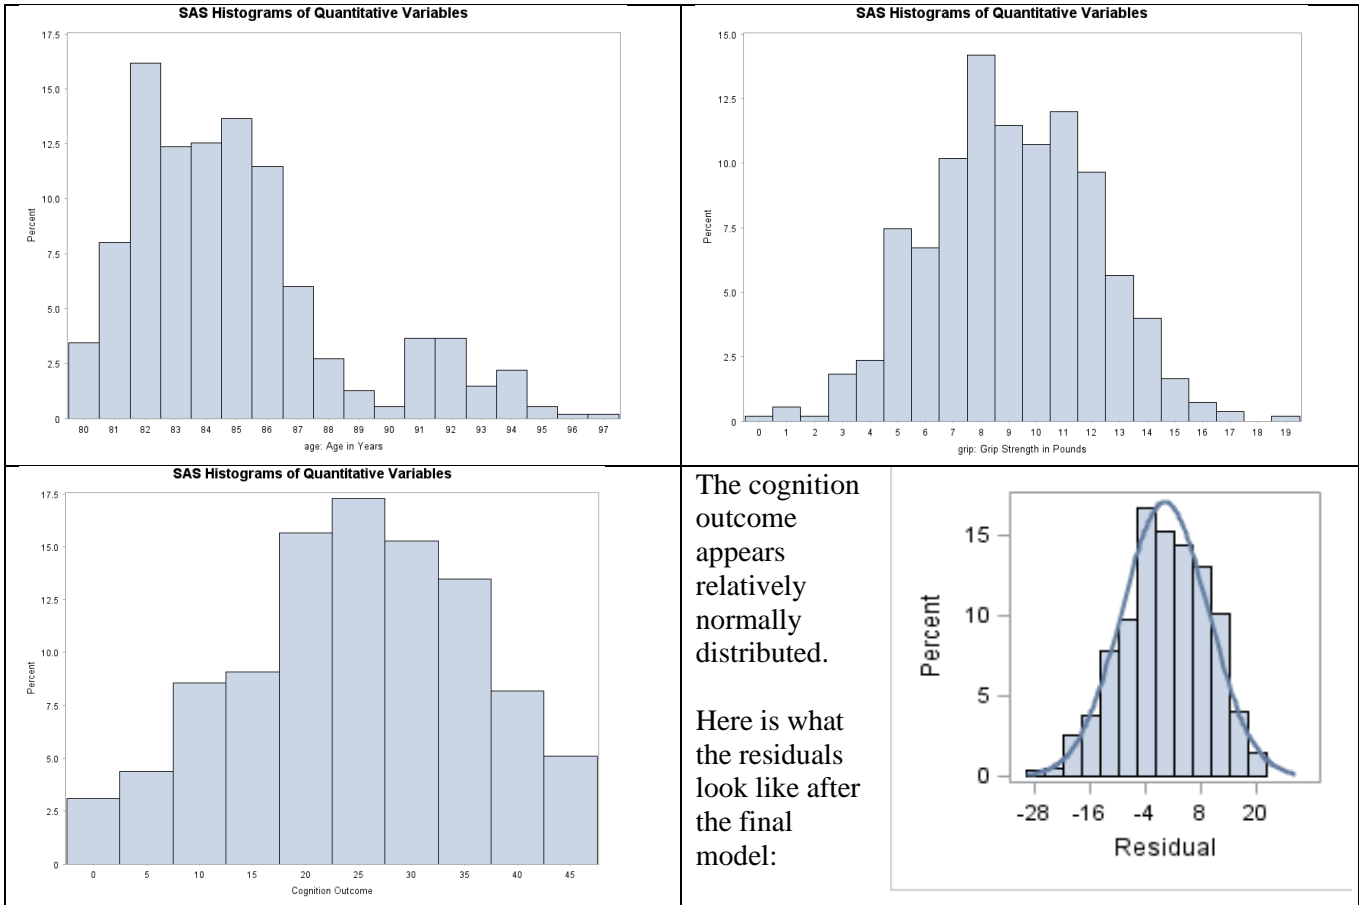 SAS Histograms of Quantitative Variables
17.5
15.0
12.5
10.0
7.5
5.0
2.5
0
Percent
80 81 82 83 84 85 86 87 88 89 90 91 92 93 94 95 96 97
age: Age in Years
SAS Histograms of Quantitative Variables
15.0
12.5
10.0
7.5
5.0
2.5
0
Percent
0 1 2 3 4 5 6 7 8 9 10 11 12 13 14 15 16 17 18 19
grip: Grip Strength in Pounds
SAS Histograms of Quantitative Variables
17.5
15.0
12.5
10.0
7.5
5.0
2.5
0
Percent
0 5 10 15 20 25 30 35 40 45
Cognition Outcome
The cognition
outcome
appears
relatively
normally
distributed.
Here is what
the residuals
look like after
the final
model:
15
10
5
0
Percent
-28 -16 -4 8 20
Residual